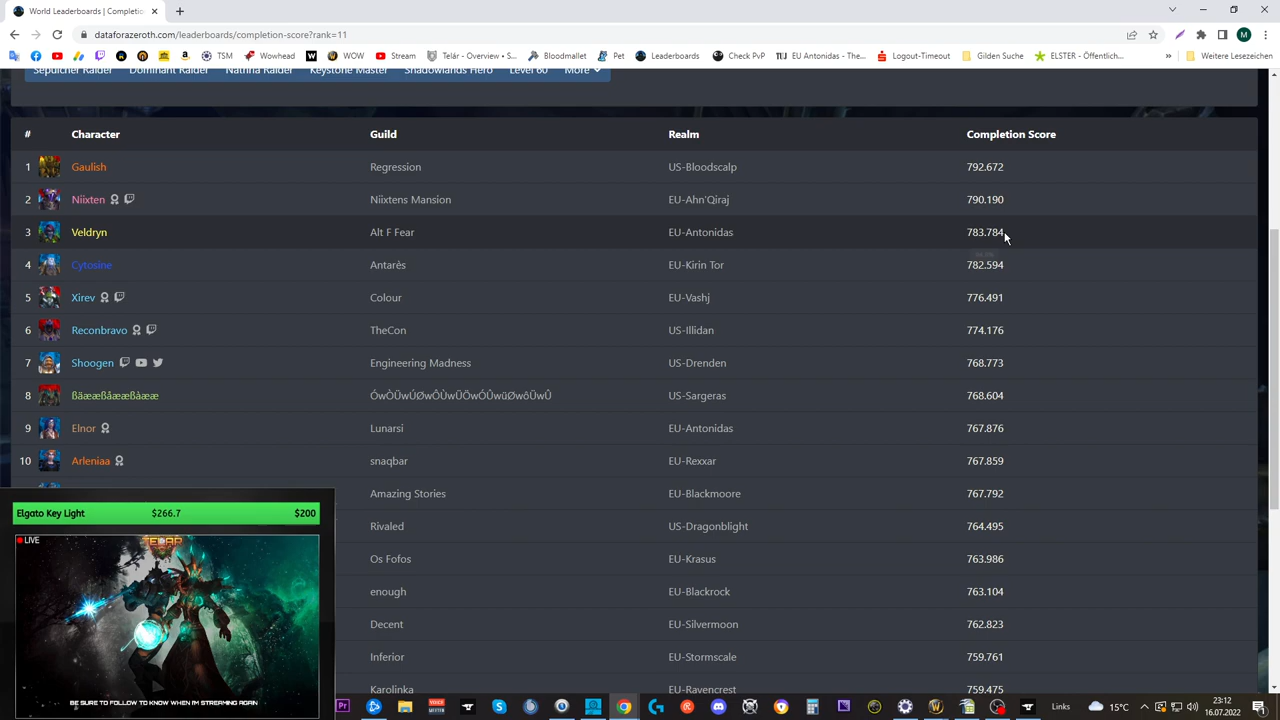 World Leaderboards | Completion
dataforazeroth.com/leaderboards/completion-score?rank=11
M
TSM Wowhead WOW Stream Telár - Overview • S... Bloodmallet Pet Leaderboards Check PvP EU Antonidas - The... Logout-Timeout Gilden Suche ELSTER - Öffentlich... » Weitere Lesezeichen
Sepulcher Raider Dominant Raider Nathria Raider Keystone Master Shadowlands Hero Level 60 More
# Character Guild Realm Completion Score
1 Gaulish Regression US-Bloodscalp 792.672
2 Niixten Niixtens Mansion EU-Ahn'Qiraj 790.190
3 Veldryn Alt F Fear EU-Antonidas 783.784
4 Cytosine Antarès EU-Kirin Tor 782.594
5 Xirev Colour EU-Vashj 776.491
6 Reconbravo TheCon US-Illidan 774.176
7 Shoogen Engineering Madness US-Drenden 768.773
8 ßäææßåææßàææ ÓwÒÜwÚØwÔÙwÜÖwÓÛwüØwõÜwÛ US-Sargeras 768.604
9 Elnor Lunarsi EU-Antonidas 767.876
10 Arleniaa snaqbar EU-Rexxar 767.859
Amazing Stories EU-Blackmoore 767.792
Rivaled US-Dragonblight 764.495
Os Fofos EU-Krasus 763.986
enough EU-Blackrock 763.104
Decent EU-Silvermoon 762.823
Inferior EU-Stormscale 759.761
Karolinka EU-Ravencrest 759.475
Elgato Key Light $266.7 $200
LIVE
TELAR
BE SURE TO FOLLOW TO KNOW WHEN I'M STREAMING AGAIN
Links 15°C 23:12
16.07.2022